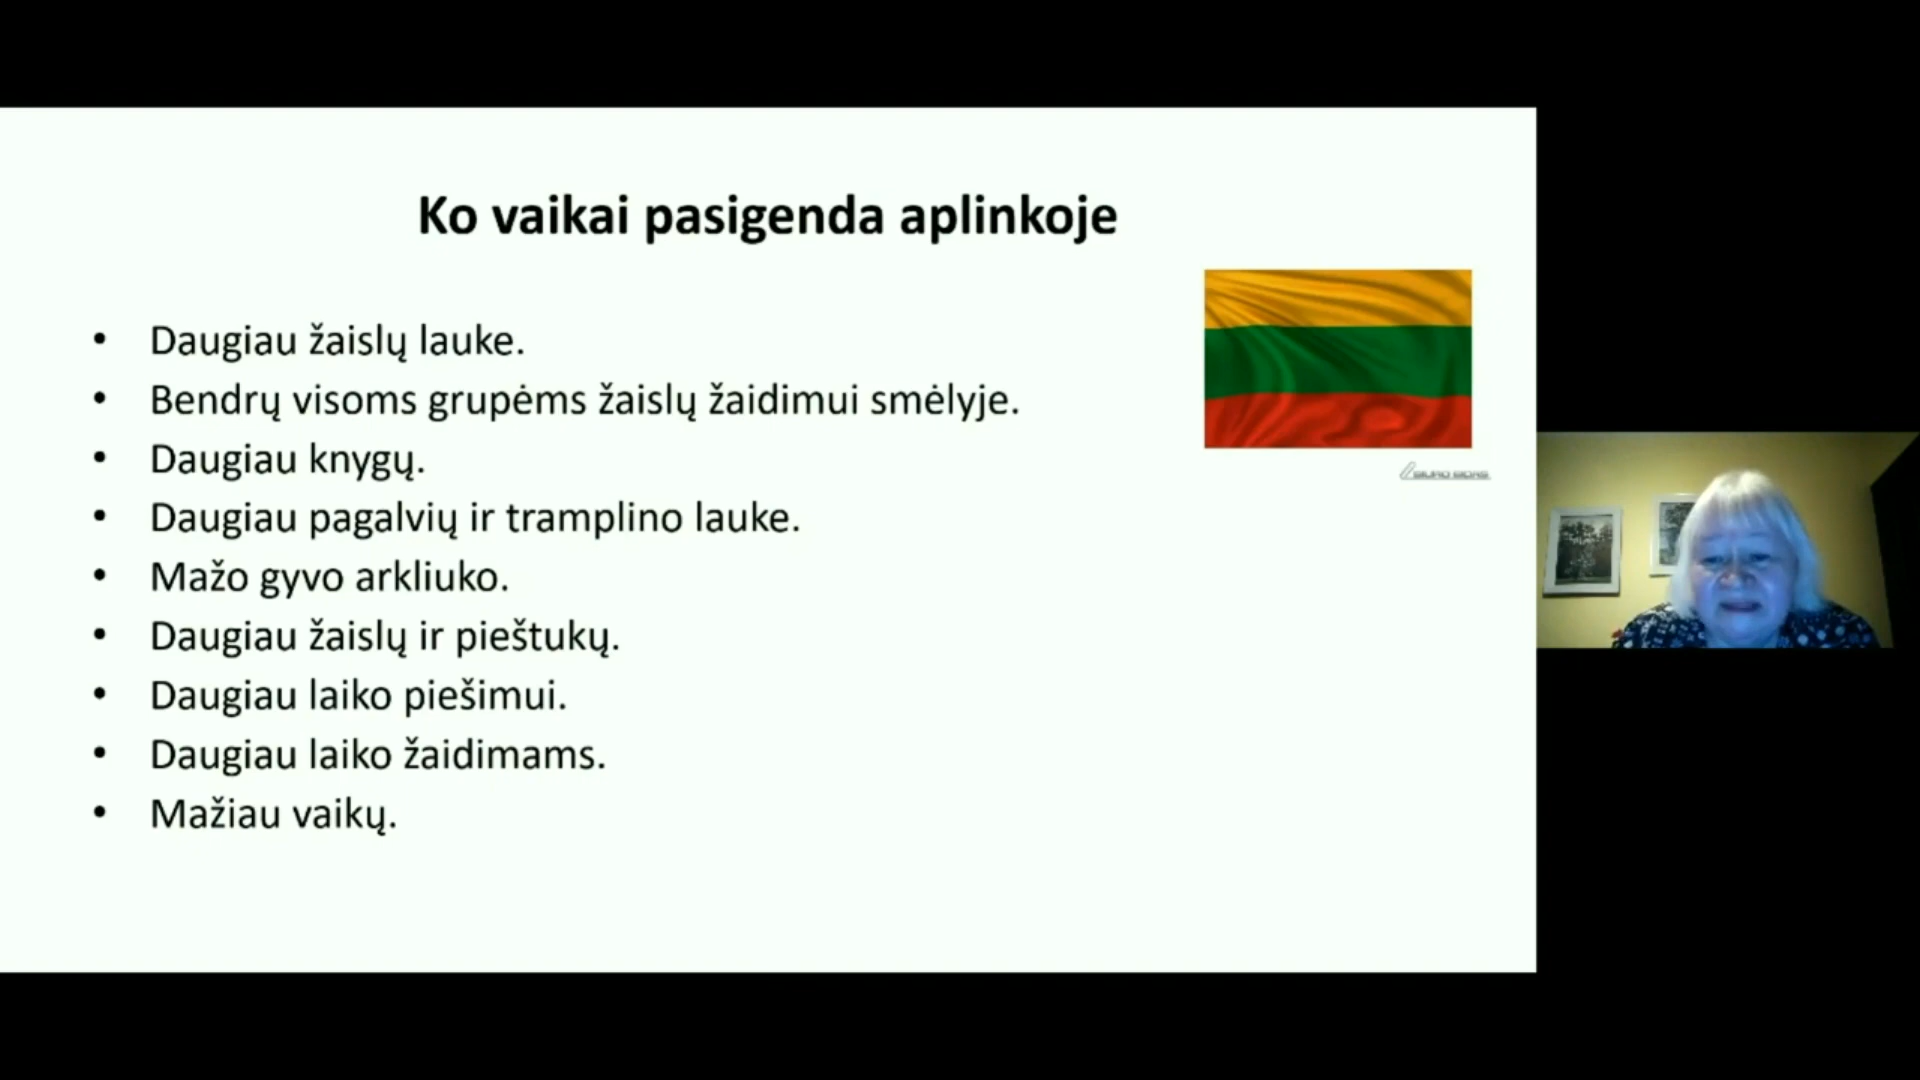 Ko vaikai pasigenda aplinkoje
• Daugiau žaislų lauke.
• Bendrų visoms grupėms žaislų žaidimui smėlyje.
• Daugiau knygų.
• Daugiau pagalvių ir tramplino lauke.
• Mažo gyvo arkliuko.
• Daugiau žaislų ir pieštukų.
• Daugiau laiko piešimui.
• Daugiau laiko žaidimams.
• Mažiau vaikų.